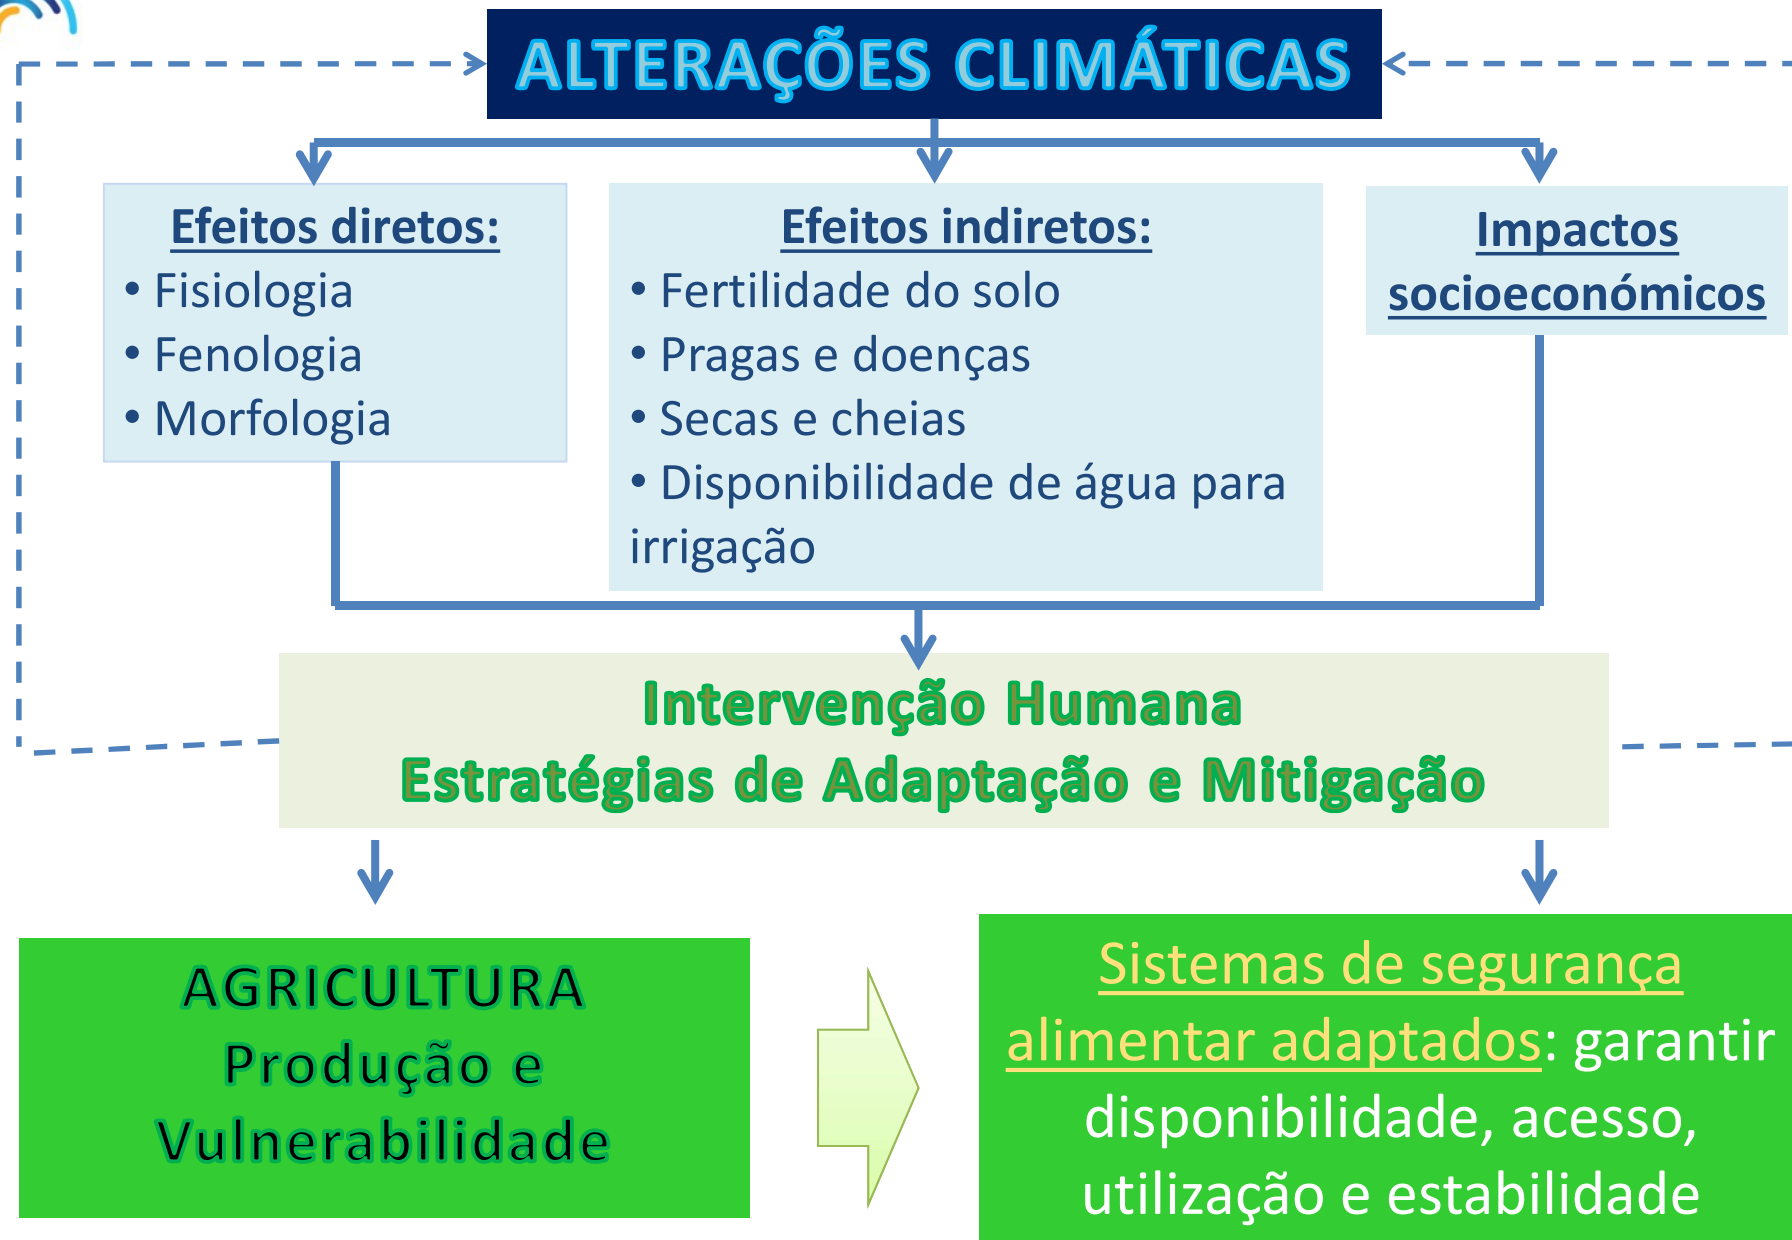 ALTERAÇÕES CLIMÁTICAS
Efeitos diretos:
• Fisiologia
• Fenologia
• Morfologia
Efeitos indiretos:
• Fertilidade do solo
• Pragas e doenças
• Secas e cheias
• Disponibilidade de água para
irrigação
Impactos
socioeconómicos
Intervenção Humana
Estratégias de Adaptação e Mitigação
AGRICULTURA
Produção e
Vulnerabilidade
Sistemas de segurança
alimentar adaptados: garantir
disponibilidade, acesso,
utilização e estabilidade